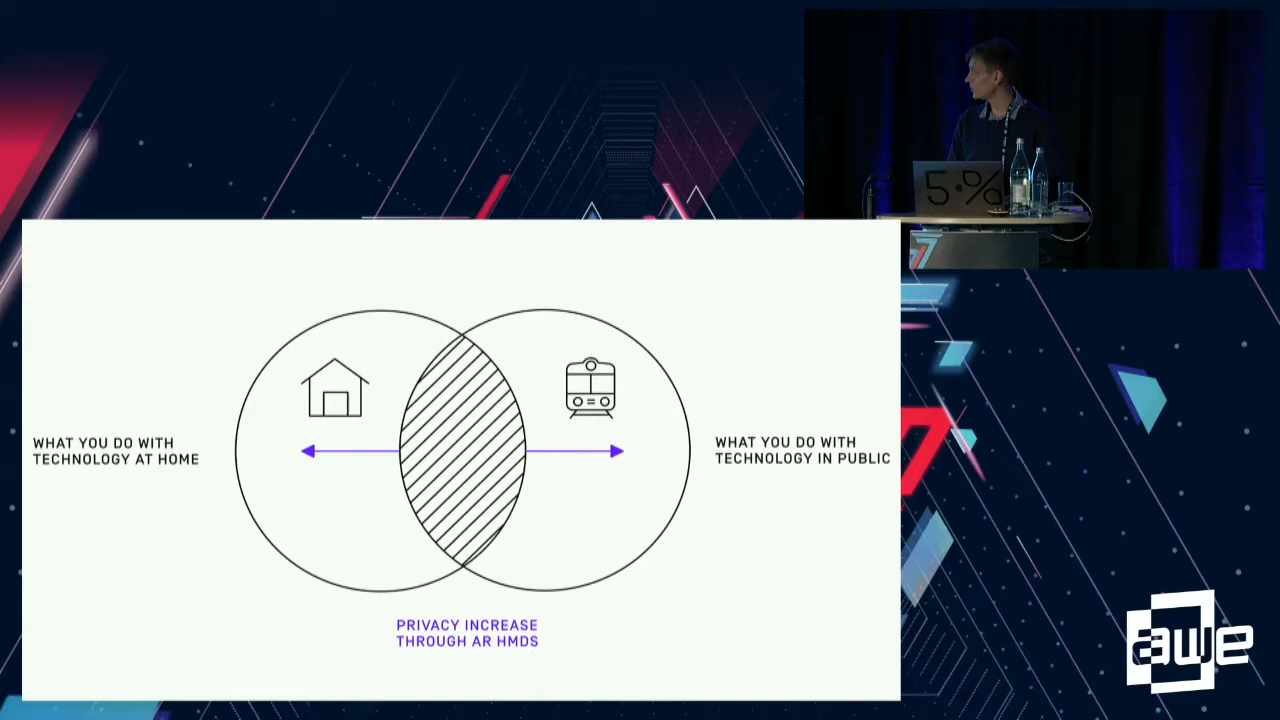 5.%
WHAT YOU DO WITH
TECHNOLOGY AT HOME
WHAT YOU DO WITH
TECHNOLOGY IN PUBLIC
PRIVACY INCREASE
THROUGH AR HMDS
awe